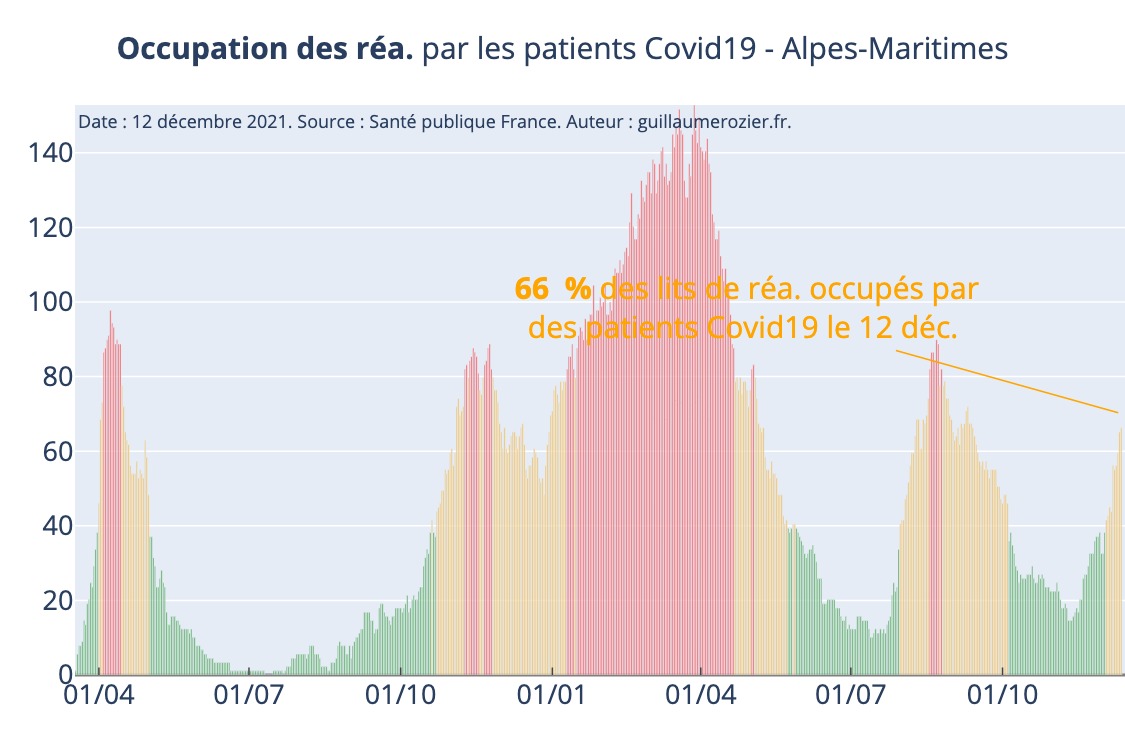 Occupation des réa. par les patients Covid19 - Alpes-Maritimes
Date : 12 décembre 2021. Source : Santé publique France. Auteur : guillaumerozier.fr.
140
120
100
80
60
40
20
0
66 % des lits de réa. occupés par
des patients Covid19 le 12 déc.
01/04 01/07 01/10 01/01 01/04 01/07 01/10